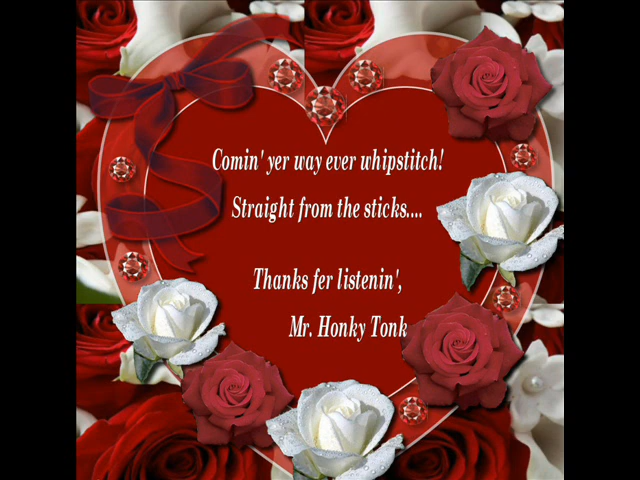 Comin' yer way ever whipstitch!
Straight from the sticks....
Thanks fer listenin',
Mr. Honky Tonk